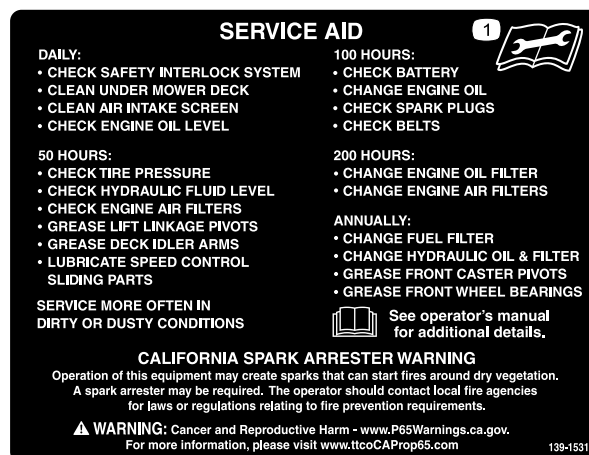 SERVICE AID
1
DAILY:
• CHECK SAFETY INTERLOCK SYSTEM
• CLEAN UNDER MOWER DECK
• CLEAN AIR INTAKE SCREEN
• CHECK ENGINE OIL LEVEL
50 HOURS:
• CHECK TIRE PRESSURE
• CHECK HYDRAULIC FLUID LEVEL
• CHECK ENGINE AIR FILTERS
• GREASE LIFT LINKAGE PIVOTS
• GREASE DECK IDLER ARMS
• LUBRICATE SPEED CONTROL
SLIDING PARTS
SERVICE MORE OFTEN IN
DIRTY OR DUSTY CONDITIONS
100 HOURS:
• CHECK BATTERY
• CHANGE ENGINE OIL
• CHECK SPARK PLUGS
• CHECK BELTS
200 HOURS:
• CHANGE ENGINE OIL FILTER
• CHANGE ENGINE AIR FILTERS
ANNUALLY:
• CHANGE FUEL FILTER
• CHANGE HYDRAULIC OIL & FILTER
• GREASE FRONT CASTER PIVOTS
• GREASE FRONT WHEEL BEARINGS
See operator's manual
for additional details.
CALIFORNIA SPARK ARRESTER WARNING
Operation of this equipment may create sparks that can start fires around dry vegetation.
A spark arrester may be required. The operator should contact local fire agencies
for laws or regulations relating to fire prevention requirements.
WARNING: Cancer and Reproductive Harm - www.P65Warnings.ca.gov.
For more information, please visit www.ttcoCAProp65.com
139-1531